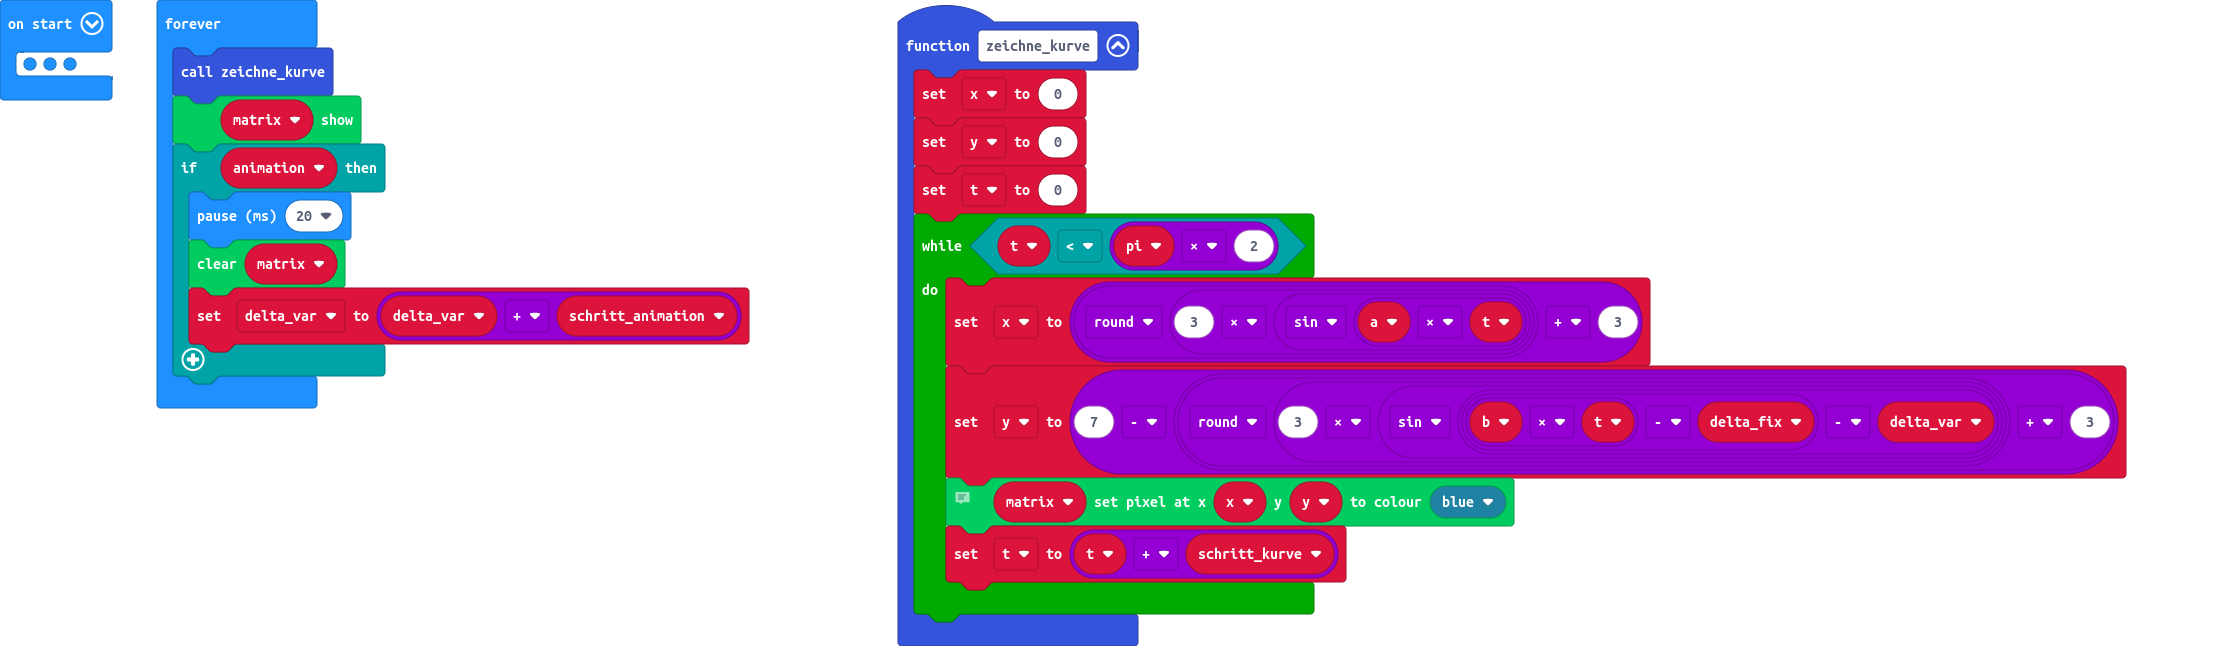 on start
forever
call zeichne_kurve
matrix show
if animation then
pause (ms) 20
clear matrix
set delta_var to delta_var + schritt_animation
function zeichne_kurve
set x to 0
set y to 0
set t to 0
while t < pi × 2
do
set x to round 3 × sin a × t + 3
set y to 7 - round 3 × sin b × t - delta_fix - delta_var + 3
matrix set pixel at x x y y to colour blue
set t to t + schritt_kurve